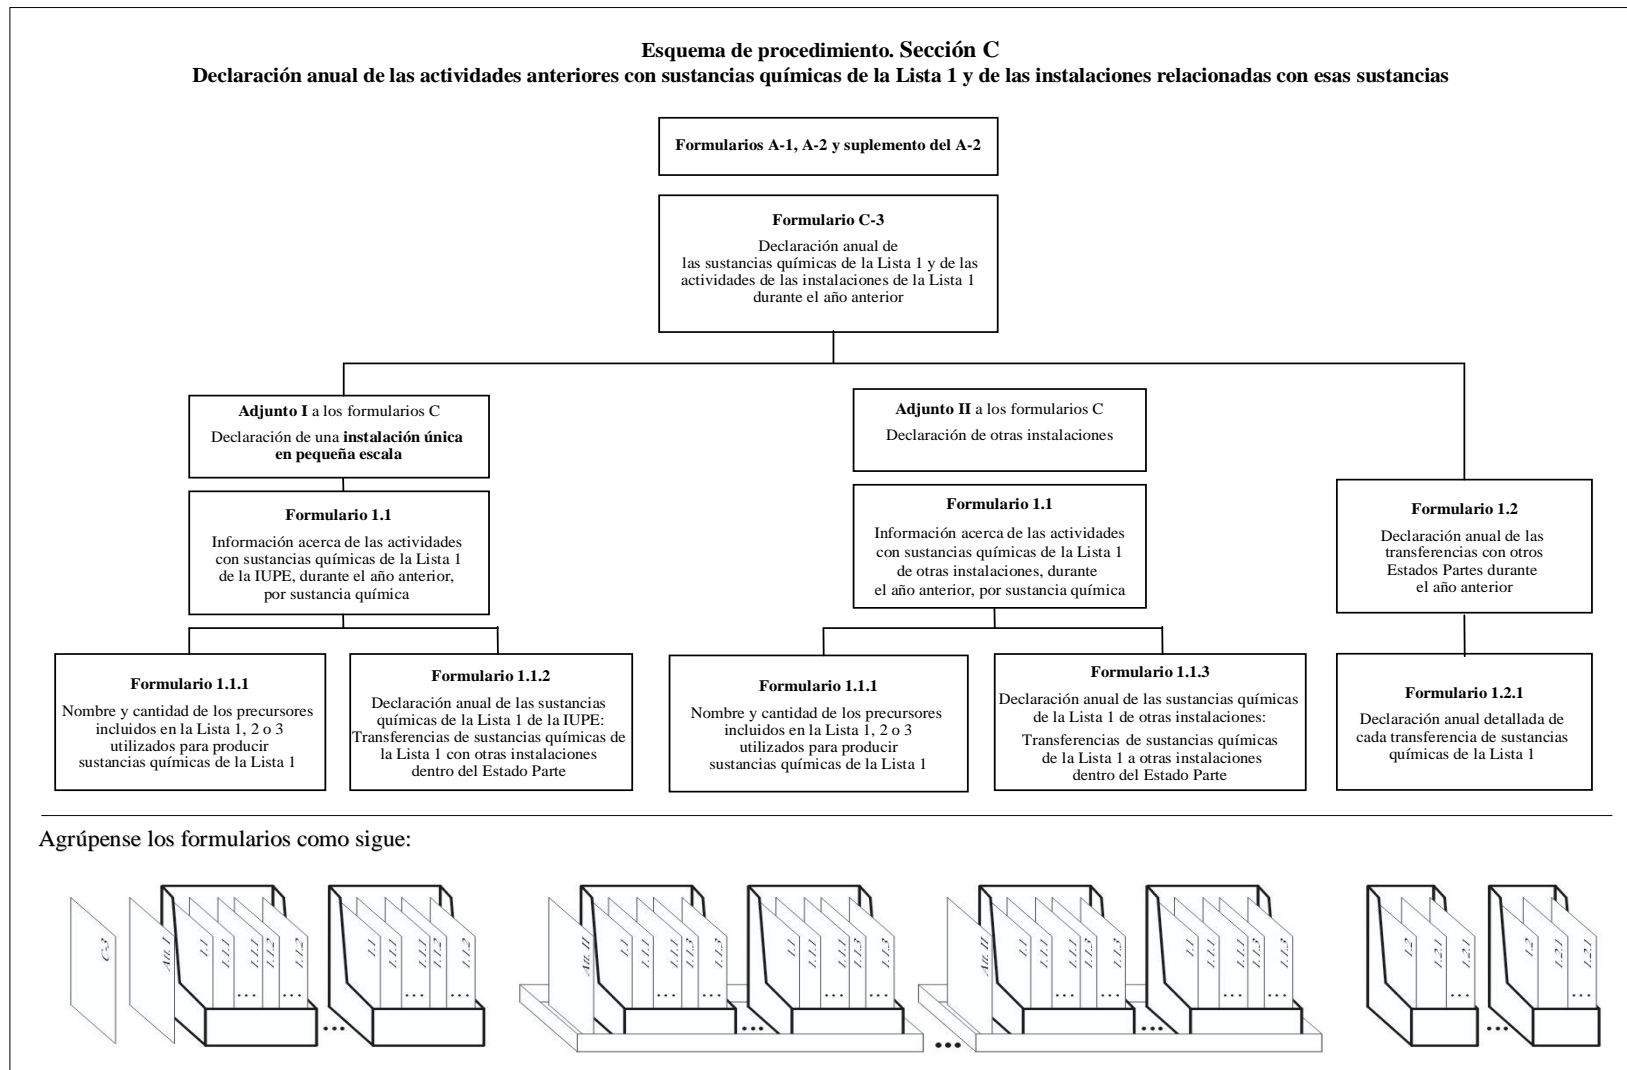 Esquema de procedimiento. Sección C
Declaración anual de las actividades anteriores con sustancias químicas de la Lista 1 y de las instalaciones relacionadas con esas sustancias
Formularios A-1, A-2 y suplemento del A-2
Formulario C-3
Declaración anual de
las sustancias químicas de la Lista 1 y de las
actividades de las instalaciones de la Lista 1
durante el año anterior
Adjunto I a los formularios C
Declaración de una instalación única
en pequeña escala
Adjunto II a los formularios C
Declaración de otras instalaciones
Formulario 1.1
Información acerca de las actividades
con sustancias químicas de la Lista 1
de la IUPE, durante el año anterior,
por sustancia química
Formulario 1.1
Información acerca de las actividades
con sustancias químicas de la Lista 1
de otras instalaciones, durante
el año anterior, por sustancia química
Formulario 1.2
Declaración anual de las
transferencias con otros
Estados Partes durante
el año anterior
Formulario 1.1.1
Nombre y cantidad de los precursores
incluidos en la Lista 1, 2 o 3
utilizados para producir
sustancias químicas de la Lista 1
Formulario 1.1.2
Declaración anual de las sustancias
químicas de la Lista 1 de la IUPE:
Transferencias de sustancias químicas de
la Lista 1 con otras instalaciones
dentro del Estado Parte
Formulario 1.1.1
Nombre y cantidad de los precursores
incluidos en la Lista 1, 2 o 3
utilizados para producir
sustancias químicas de la Lista 1
Formulario 1.1.3
Declaración anual de las sustancias químicas
de la Lista 1 de otras instalaciones:
Transferencias de sustancias químicas
de la Lista 1 a otras instalaciones
dentro del Estado Parte
Formulario 1.2.1
Declaración anual detallada de
cada transferencia de sustancias
químicas de la Lista 1
Agrúpense los formularios como sigue:
C-3
Att. I
1.1
1.1.1
1.1.1
1.1.2
1.1.2
... ...
...
1.1
1.1.1
1.1.1
1.1.2
1.1.2
... ...
Att. II
1.1
1.1.1
1.1.1
1.1.3
1.1.3
... ...
...
1.1
1.1.1
1.1.1
1.1.3
1.1.3
... ...
...
Att. II
1.1
1.1.1
1.1.1
1.1.3
1.1.3
... ...
...
1.1
1.1.1
1.1.1
1.1.3
1.1.3
... ...
1.2
1.2.1
1.2.1
...
...
1.2
1.2.1
1.2.1
...